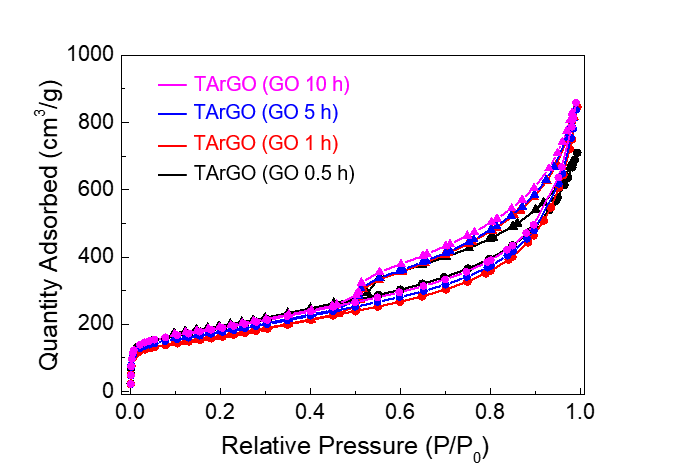 1000
800
600
400
200
0
Quantity Adsorbed (cm³/g)
TArGO (GO 10 h)
TArGO (GO 5 h)
TArGO (GO 1 h)
TArGO (GO 0.5 h)
0.0 0.2 0.4 0.6 0.8 1.0
Relative Pressure (P/P₀)